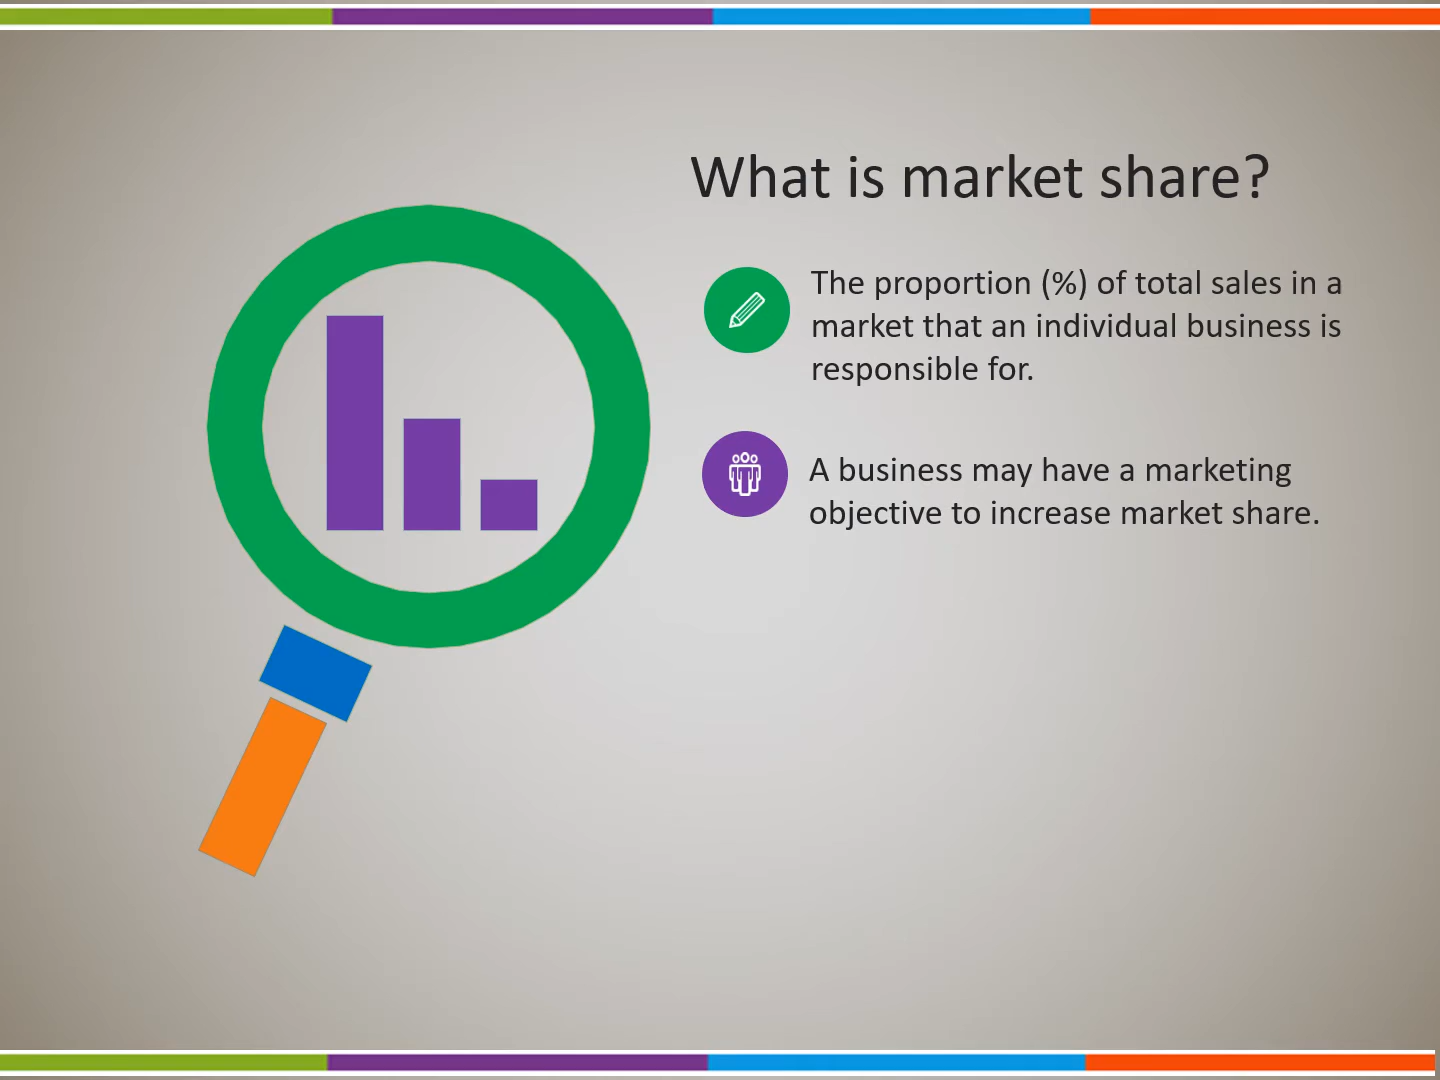 What is market share?
The proportion (%) of total sales in a
market that an individual business is
responsible for.
A business may have a marketing
objective to increase market share.